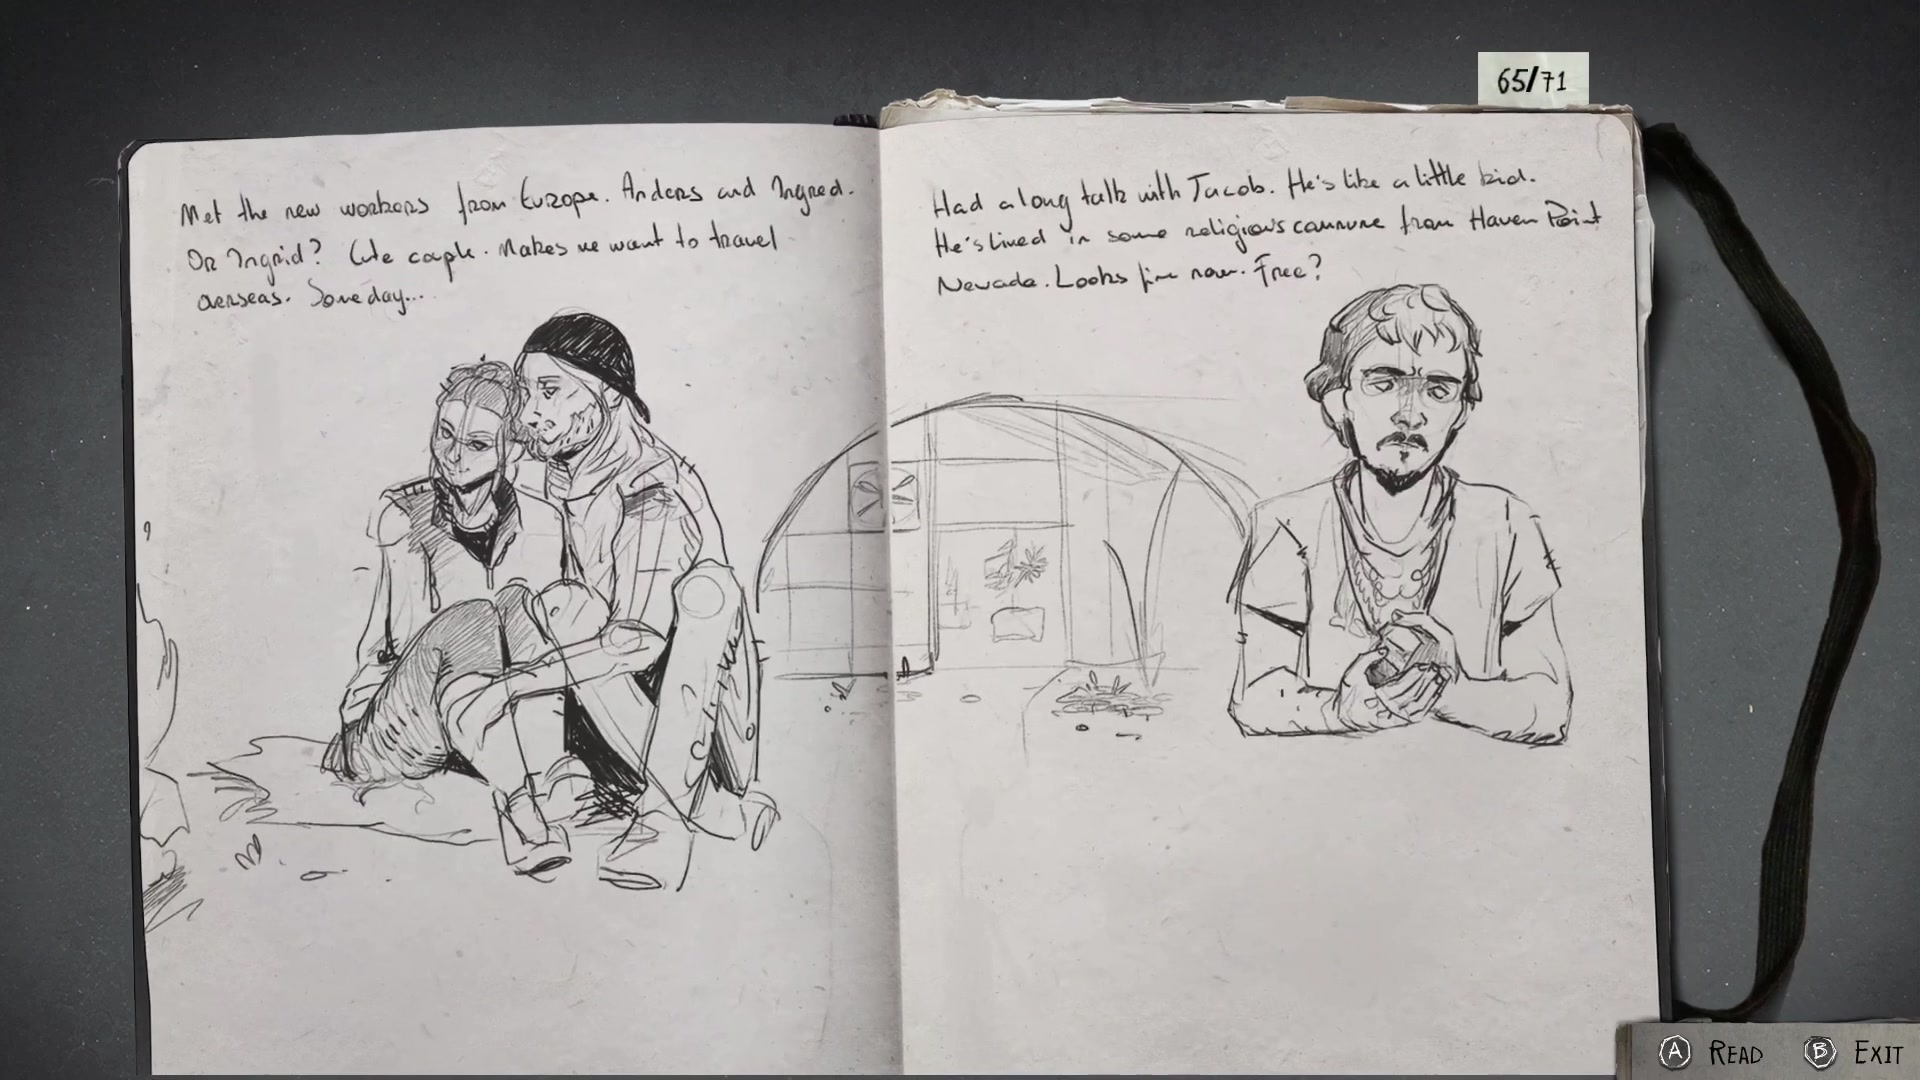 65/71
Met the new workers from Europe. Anders and Ingred.
Or Ingrid? Cute couple. Makes me want to travel
overseas. Someday...
Had a long talk with Jacob. He's like a little kid.
He's lived in some religious commune from Haven Point
Nevada. Looks fine now. Free?
A READ B EXIT